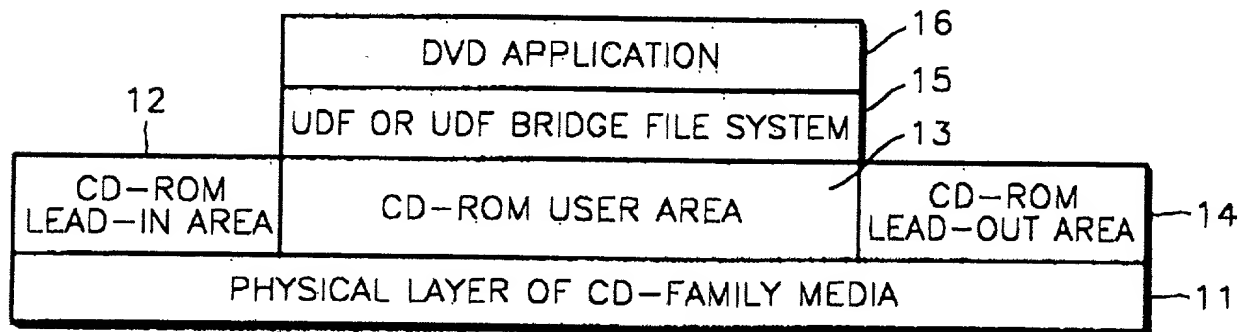 16
DVD APPLICATION
12
15
UDF OR UDF BRIDGE FILE SYSTEM
13
CD-ROM
LEAD-IN AREA
CD-ROM USER AREA
CD-ROM
LEAD-OUT AREA
14
PHYSICAL LAYER OF CD-FAMILY MEDIA
11